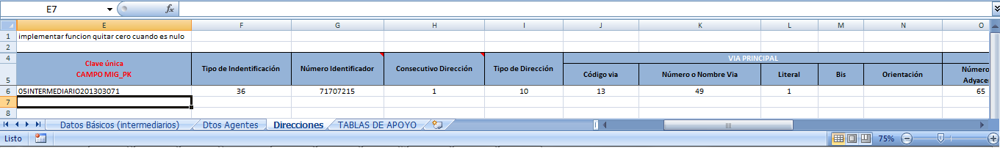 E7 fx
E F G H I J K L M N O
1 implementar funcion quitar cero cuando es nulo
2
4 Clave única Tipo de Indentificación Número Identificador Consecutivo Dirección Tipo de Dirección VIA PRINCIPAL
5 CAMPO MIG_PK Código via Número o Nombre Via Literal Bis Orientación Número Adyace
6 05INTERMEDIARIO201303071 36 71707215 1 10 13 49 1 65
7
8
Datos Básicos (intermediarios) Dtos Agentes Direcciones TABLAS DE APOYO
Listo 75%